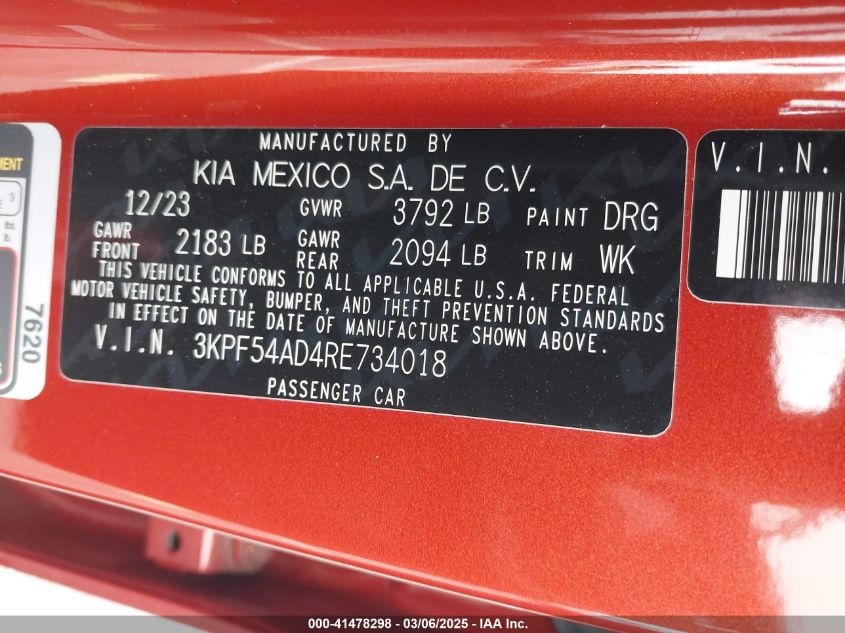 MANUFACTURED BY
KIA MEXICO S.A. DE C.V.
12/23 GVWR 3792 LB PAINT DRG
GAWR FRONT 2183 LB GAWR REAR 2094 LB TRIM WK
THIS VEHICLE CONFORMS TO ALL APPLICABLE U.S.A. FEDERAL
MOTOR VEHICLE SAFETY, BUMPER, AND THEFT PREVENTION STANDARDS
IN EFFECT ON THE DATE OF MANUFACTURE SHOWN ABOVE.
V.I.N. 3KPF54AD4RE734018
PASSENGER CAR
V.I.N.
7620
000-41478298 - 03/06/2025 - IAA Inc.